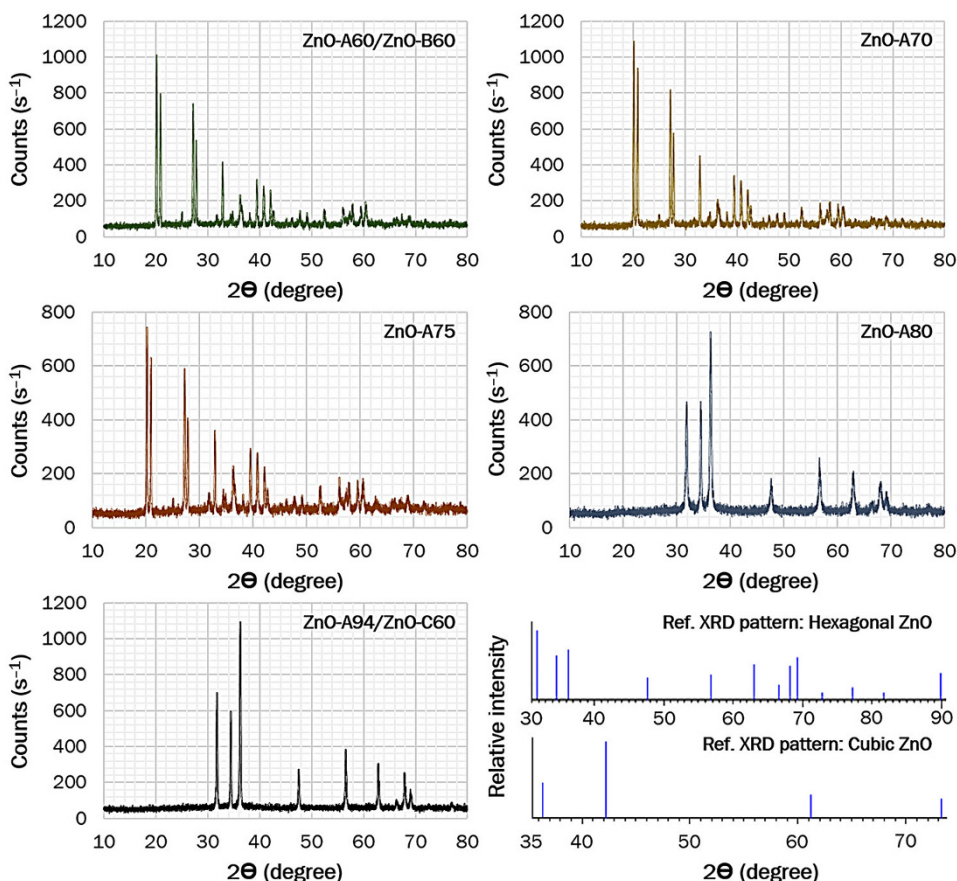 1200
1000
800
600
400
200
0
Counts (s⁻¹)
ZnO-A60/ZnO-B60
10 20 30 40 50 60 70 80
2Θ (degree)
1200
1000
800
600
400
200
0
Counts (s⁻¹)
ZnO-A70
10 20 30 40 50 60 70 80
2Θ (degree)
800
600
400
200
0
Counts (s⁻¹)
ZnO-A75
10 20 30 40 50 60 70 80
2Θ (degree)
800
600
400
200
0
Counts (s⁻¹)
ZnO-A80
10 20 30 40 50 60 70 80
2Θ (degree)
1200
1000
800
600
400
200
0
Counts (s⁻¹)
ZnO-A94/ZnO-C60
10 20 30 40 50 60 70 80
2Θ (degree)
Relative intensity
Ref. XRD pattern: Hexagonal ZnO
30 40 50 60 70 80 90
Ref. XRD pattern: Cubic ZnO
35 50 60 70
2Θ (degree)